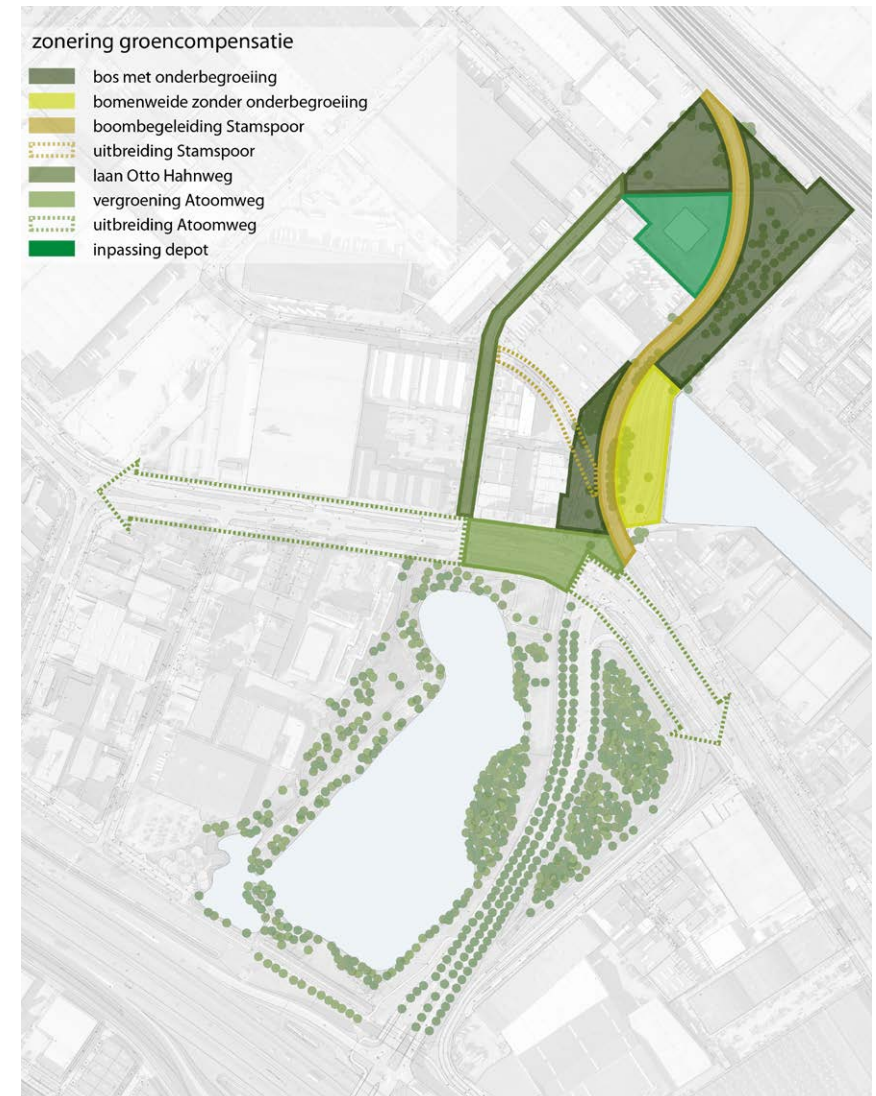 zonering groencompensatie
bos met onderbegroeiing
bomenweide zonder onderbegroeiing
boombegeleiding Stamspoor
uitbreiding Stamspoor
laan Otto Hahnweg
vergroening Atoomweg
uitbreiding Atoomweg
inpassing depot